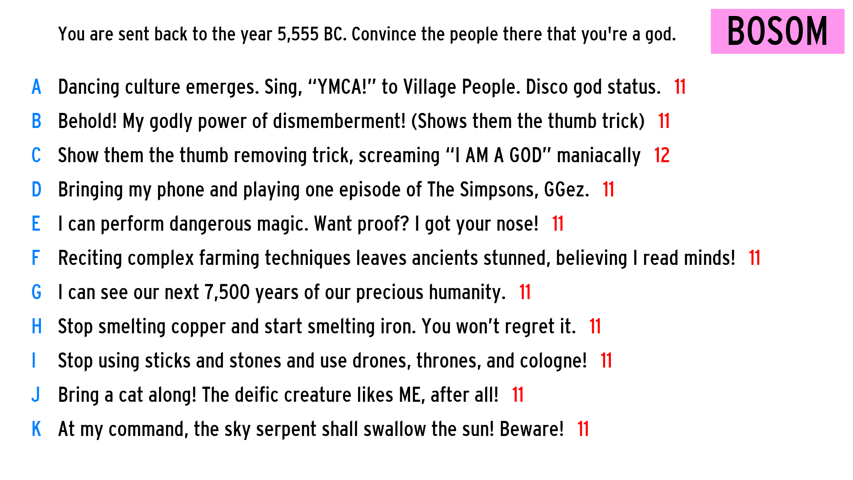 You are sent back to the year 5,555 BC. Convince the people there that you're a god.
BOSOM
A Dancing culture emerges. Sing, “YMCA!” to Village People. Disco god status. 11
B Behold! My godly power of dismemberment! (Shows them the thumb trick) 11
C Show them the thumb removing trick, screaming “I AM A GOD” maniacally 12
D Bringing my phone and playing one episode of The Simpsons, GGez. 11
E I can perform dangerous magic. Want proof? I got your nose! 11
F Reciting complex farming techniques leaves ancients stunned, believing I read minds! 11
G I can see our next 7,500 years of our precious humanity. 11
H Stop smelting copper and start smelting iron. You won’t regret it. 11
I Stop using sticks and stones and use drones, thrones, and cologne! 11
J Bring a cat along! The deific creature likes ME, after all! 11
K At my command, the sky serpent shall swallow the sun! Beware! 11